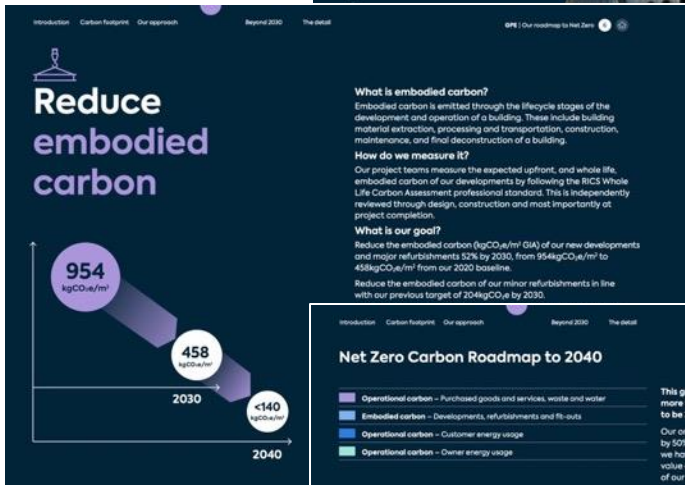 Introduction Carbon footprint Our approach Beyond 2030 The detail
GPE | Our roadmap to Net Zero 6
Reduce
embodied
carbon
954
kgCO₂e/m²
458
kgCO₂e/m²
2030
<140
kgCO₂e/m²
2040
What is embodied carbon?
Embodied carbon is emitted through the lifecycle stages of the
development and operation of a building. These include building
material extraction, processing and transportation, construction,
maintenance, and final deconstruction of a building.
How do we measure it?
Our project teams measure the expected upfront, and whole life,
embodied carbon of our developments by following the RICS Whole
Life Carbon Assessment professional standard. This is independently
reviewed through design, construction and most importantly at
project completion.
What is our goal?
Reduce the embodied carbon (kgCO₂e/m² GIA) of our new developments
and major refurbishments 52% by 2030, from 954kgCO₂e/m² to
458kgCO₂e/m² from our 2020 baseline.
Reduce the embodied carbon of our minor refurbishments in line
with our previous target of 204kgCO₂e by 2030.
Introduction Carbon footprint Our approach Beyond 2030 The detail
Net Zero Carbon Roadmap to 2040
Operational carbon – Purchased goods and services, waste and water
Embodied carbon – Developments, refurbishments and fit-outs
Operational carbon – Customer energy usage
Operational carbon – Owner energy usage
This g
more
to be
Our o
by 50%
we ha
value
of our